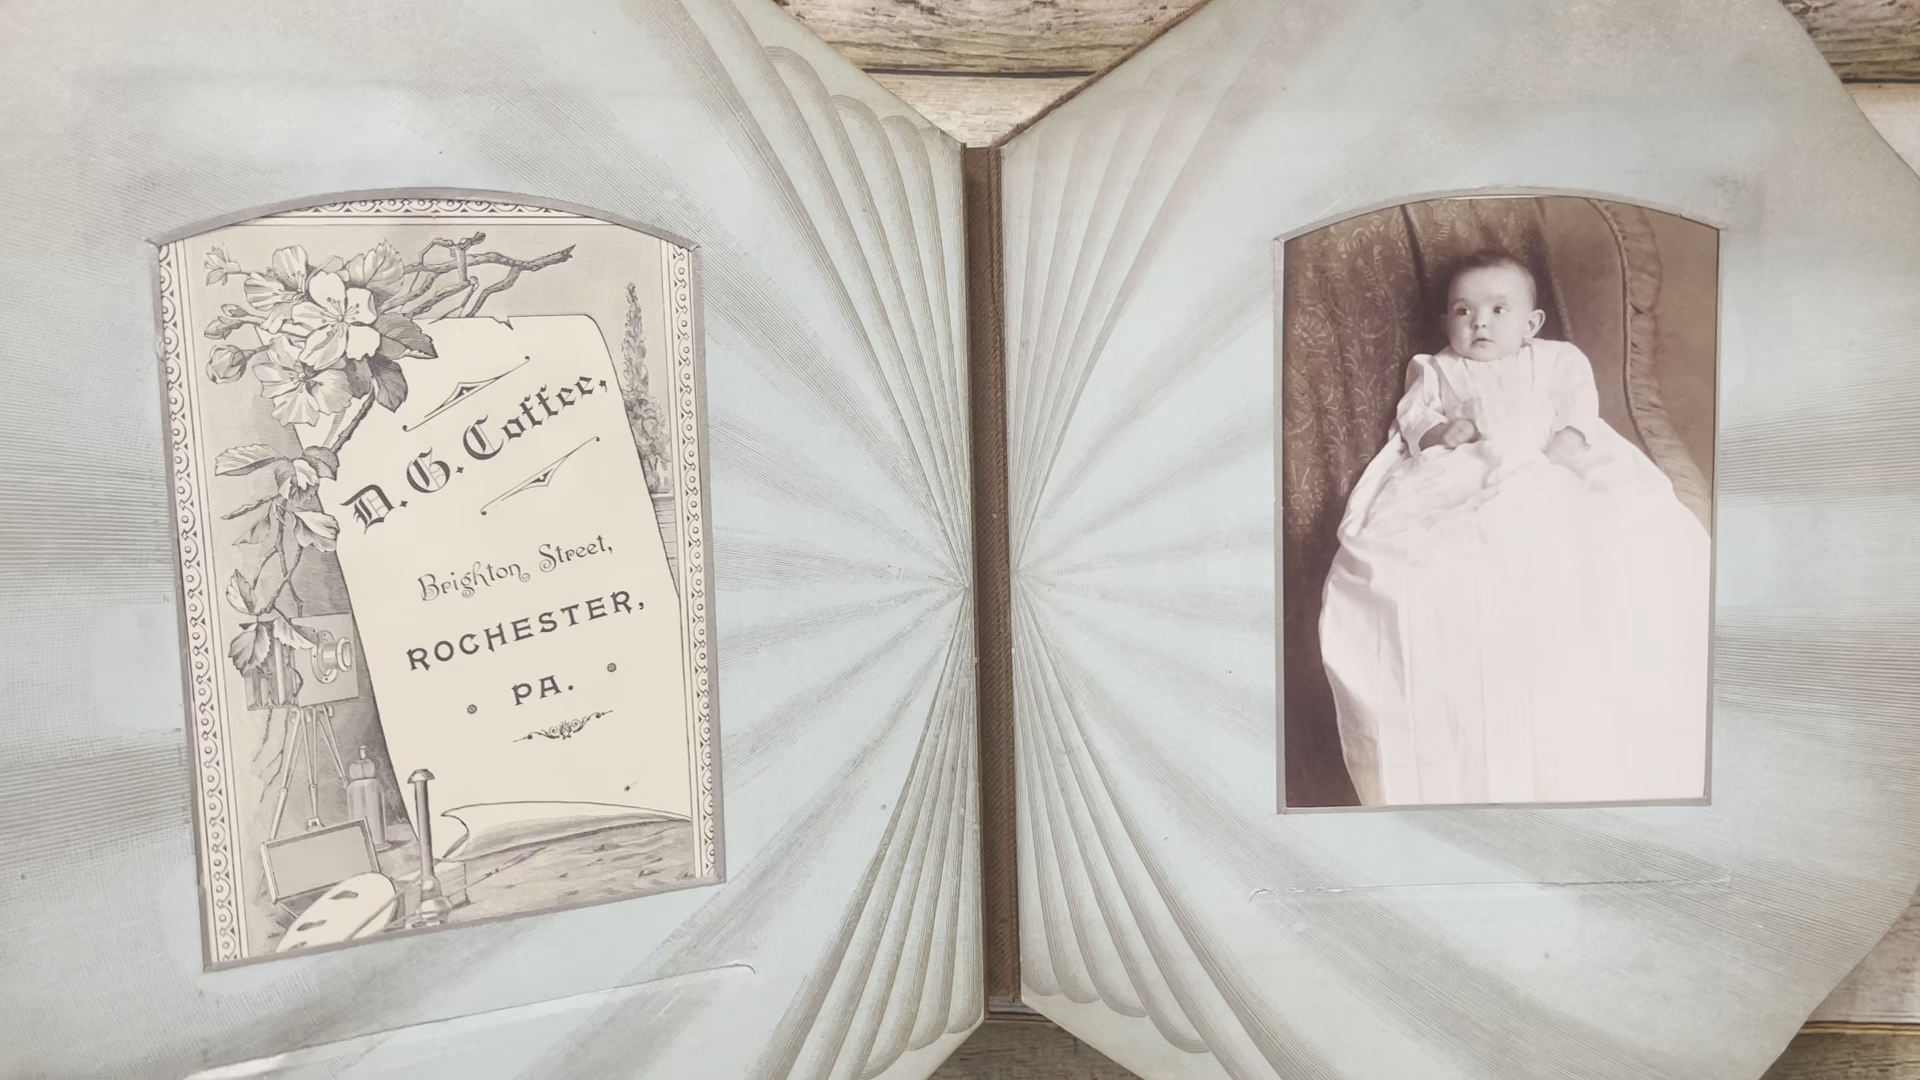 D. G. Coffee,
Brighton Street,
ROCHESTER,
PA.